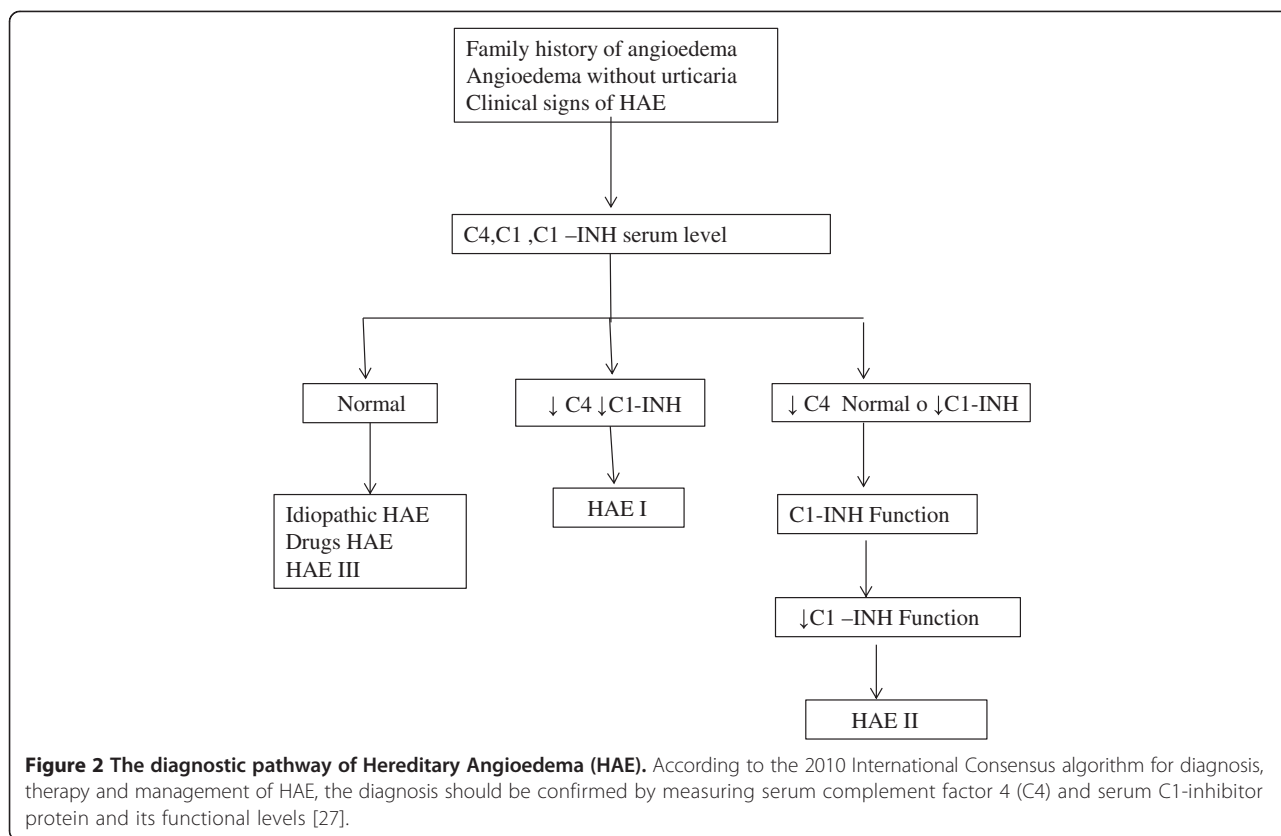 Family history of angioedema
Angioedema without urticaria
Clinical signs of HAE
C4,C1 ,C1 –INH serum level
Normal
↓ C4 ↓C1-INH
↓ C4 Normal o ↓C1-INH
Idiopathic HAE
Drugs HAE
HAE III
HAE I
C1-INH Function
↓C1 –INH Function
HAE II
Figure 2 The diagnostic pathway of Hereditary Angioedema (HAE). According to the 2010 International Consensus algorithm for diagnosis,
therapy and management of HAE, the diagnosis should be confirmed by measuring serum complement factor 4 (C4) and serum C1-inhibitor
protein and its functional levels [27].